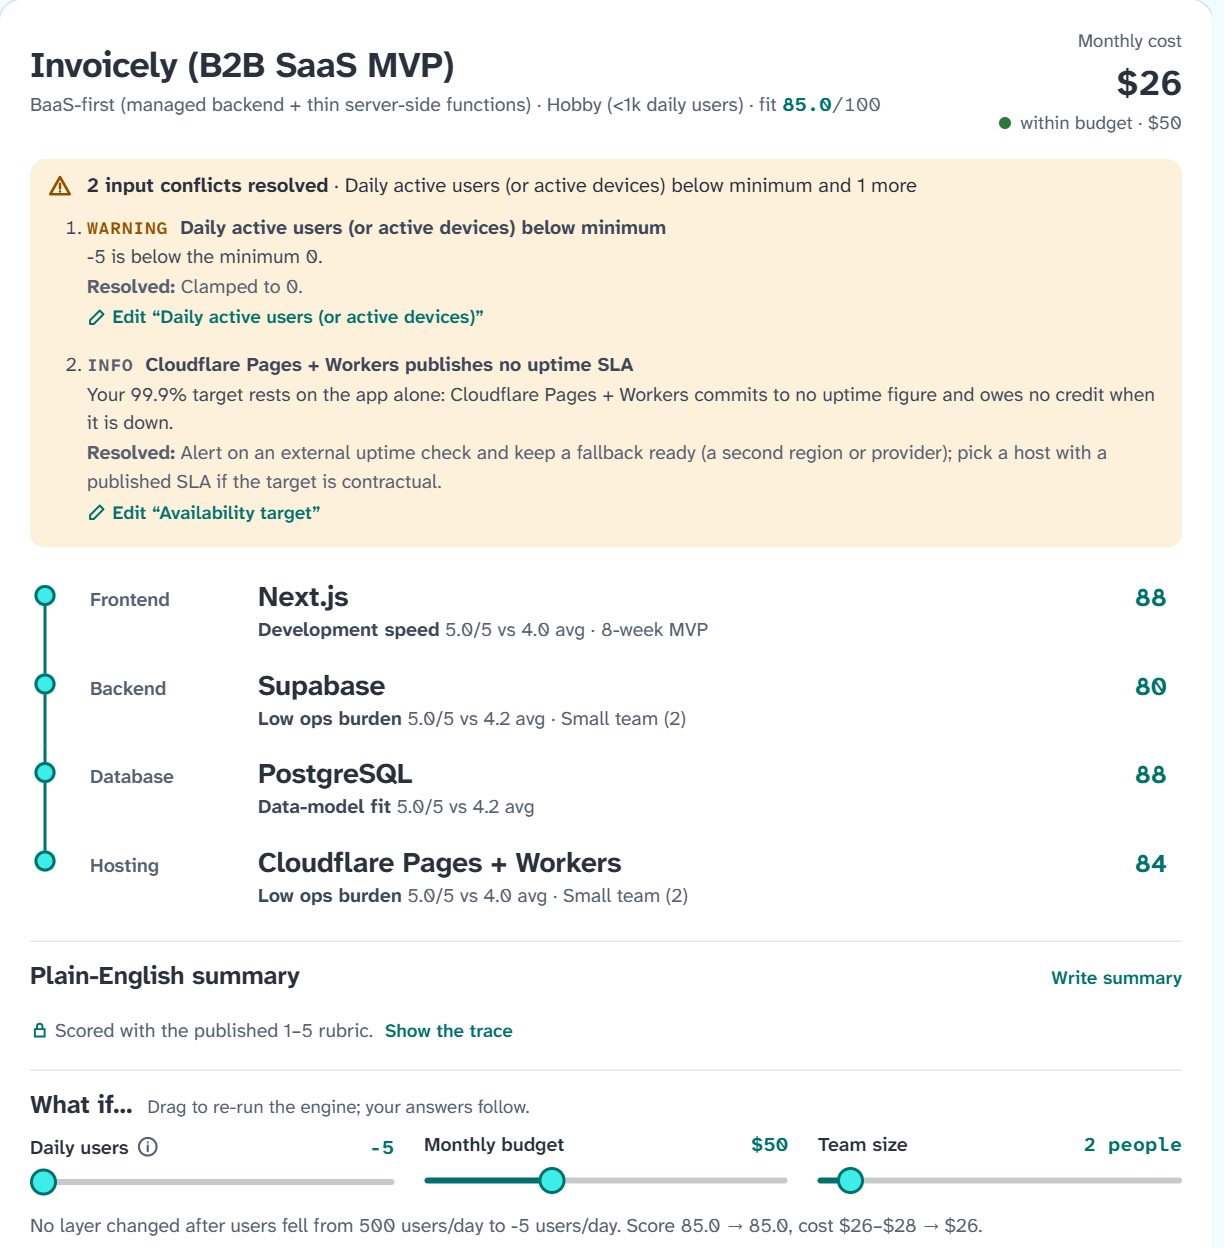 Invoicely (B2B SaaS MVP)
BaaS-first (managed backend + thin server-side functions) · Hobby (<1k daily users) · fit 85.0/100
Monthly cost
$26
within budget · $50
2 input conflicts resolved · Daily active users (or active devices) below minimum and 1 more
1. WARNING Daily active users (or active devices) below minimum
-5 is below the minimum 0.
Resolved: Clamped to 0.
Edit “Daily active users (or active devices)”
2. INFO Cloudflare Pages + Workers publishes no uptime SLA
Your 99.9% target rests on the app alone: Cloudflare Pages + Workers commits to no uptime figure and owes no credit when
it is down.
Resolved: Alert on an external uptime check and keep a fallback ready (a second region or provider); pick a host with a
published SLA if the target is contractual.
Edit “Availability target”
Frontend Next.js 88
Development speed 5.0/5 vs 4.0 avg · 8-week MVP
Backend Supabase 80
Low ops burden 5.0/5 vs 4.2 avg · Small team (2)
Database PostgreSQL 88
Data-model fit 5.0/5 vs 4.2 avg
Hosting Cloudflare Pages + Workers 84
Low ops burden 5.0/5 vs 4.0 avg · Small team (2)
Plain-English summary Write summary
Scored with the published 1–5 rubric. Show the trace
What if... Drag to re-run the engine; your answers follow.
Daily users -5 Monthly budget $50 Team size 2 people
No layer changed after users fell from 500 users/day to -5 users/day. Score 85.0 → 85.0, cost $26–$28 → $26.